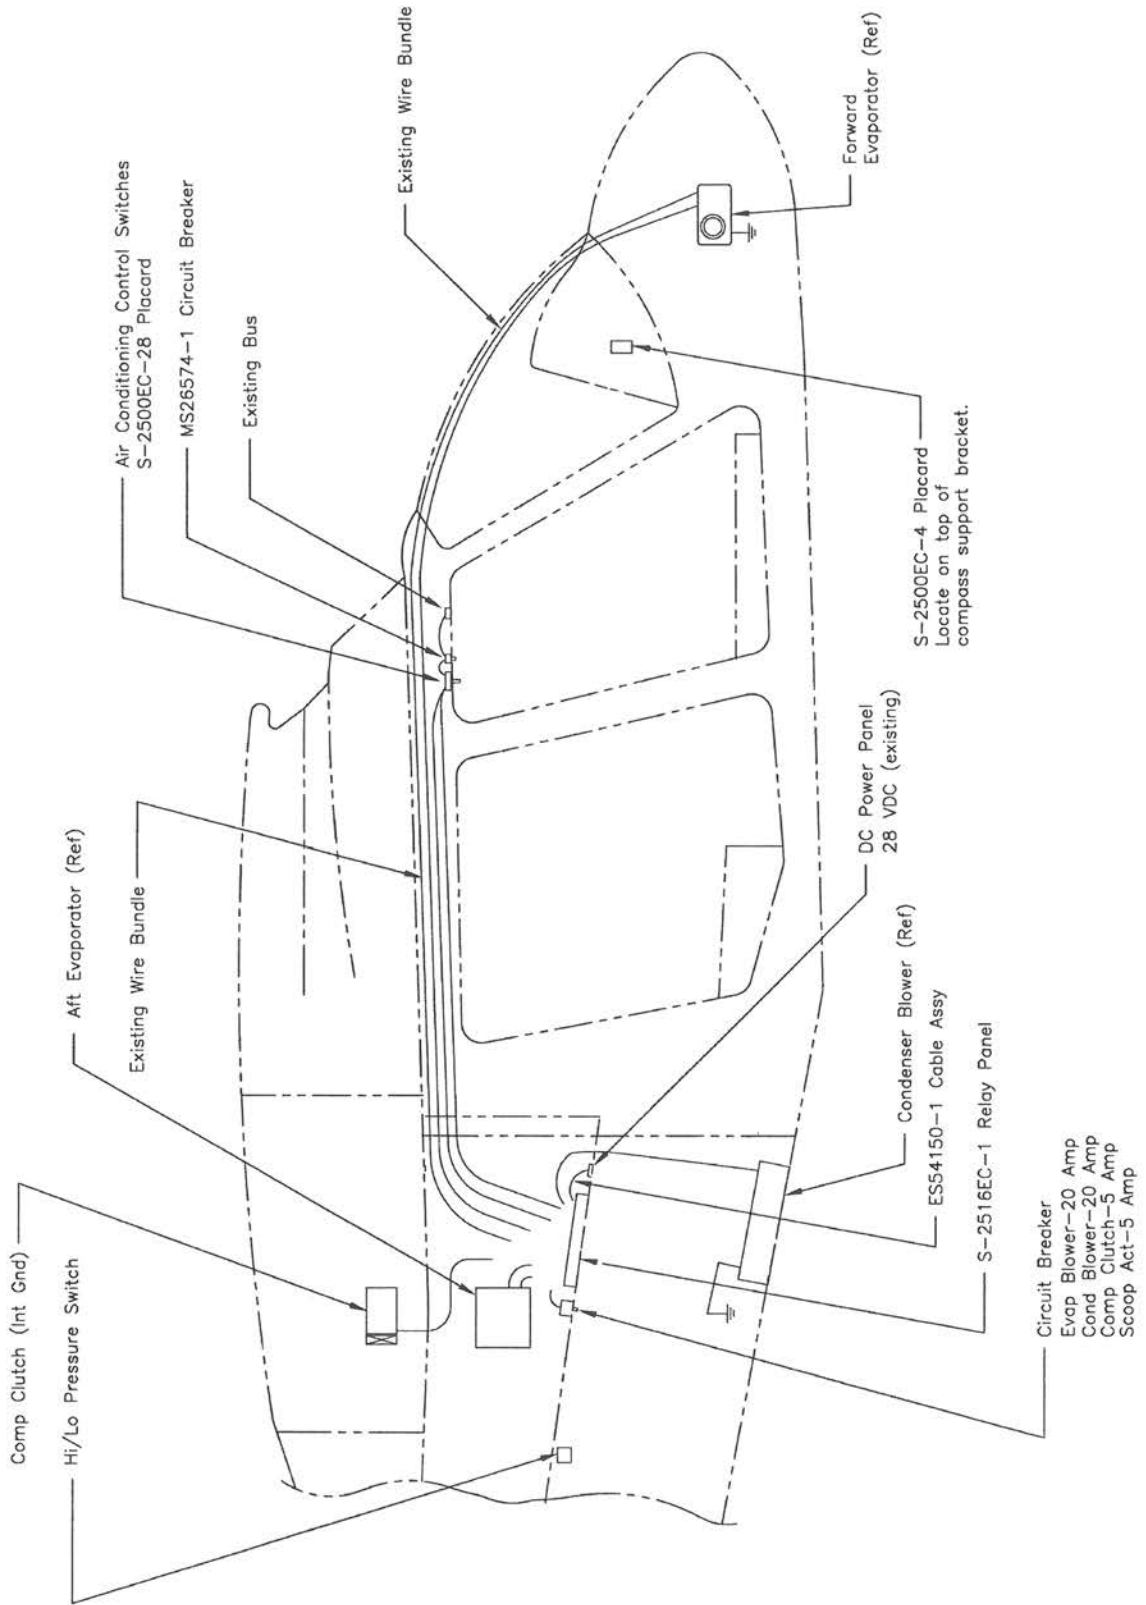 Comp Clutch (Int Gnd)
Hi/Lo Pressure Switch
Aft Evaporator (Ref)
Existing Wire Bundle
Air Conditioning Control Switches
S-2500EC-28 Placard
MS26574-1 Circuit Breaker
Existing Bus
Existing Wire Bundle
Circuit Breaker
Evap Blower-20 Amp
Cond Blower-20 Amp
Comp Clutch-5 Amp
Scoop Act-5 Amp
S-2516EC-1 Relay Panel
ES54150-1 Cable Assy
Condenser Blower (Ref)
DC Power Panel
28 VDC (existing)
S-2500EC-4 Placard
Locate on top of
compass support bracket.
Forward
Evaporator (Ref)